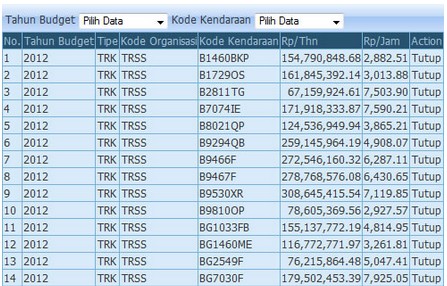 Tahun Budget Pilih Data Kode Kendaraan Pilih Data
No. Tahun Budget Tipe Kode Organisasi Kode Kendaraan Rp/Thn Rp/Jam Action
1 2012 TRK TRSS B1460BKP 154,790,848.68 2,882.51 Tutup
2 2012 TRK TRSS B1729OS 161,845,392.14 3,013.88 Tutup
3 2012 TRK TRSS B2811TG 67,159,924.61 7,503.90 Tutup
4 2012 TRK TRSS B7074IE 171,918,333.87 7,590.21 Tutup
5 2012 TRK TRSS B8021QP 124,536,949.94 3,865.21 Tutup
6 2012 TRK TRSS B9294QB 259,145,964.19 4,908.07 Tutup
7 2012 TRK TRSS B9466F 272,546,160.32 6,287.11 Tutup
8 2012 TRK TRSS B9467F 278,768,576.08 6,430.65 Tutup
9 2012 TRK TRSS B9530XR 308,645,415.54 7,119.85 Tutup
10 2012 TRK TRSS B9810OP 78,605,369.56 2,927.57 Tutup
11 2012 TRK TRSS BG1033FB 155,137,772.19 4,814.95 Tutup
12 2012 TRK TRSS BG1460ME 116,772,771.97 3,261.81 Tutup
13 2012 TRK TRSS BG2549F 76,215,864.48 5,047.41 Tutup
14 2012 TRK TRSS BG7030F 179,502,453.39 7,925.05 Tutup